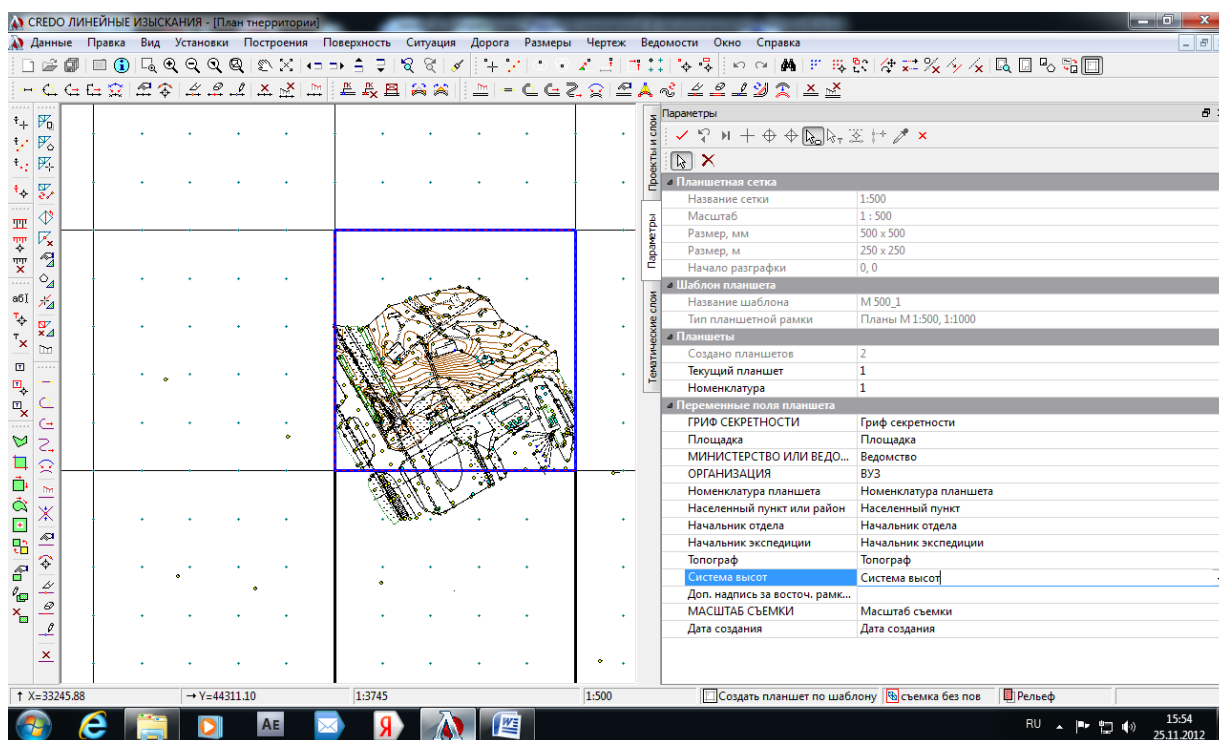 CREDO ЛИНЕЙНЫЕ ИЗЫСКАНИЯ - [План тнерритории]
Данные Правка Вид Установки Построения Поверхность Ситуация Дорога Размеры Чертеж Ведомости Окно Справка
Проекты и слои
Параметры
Тематические слои
Параметры
Планшетная сетка
Название сетки 1:500
Масштаб 1 : 500
Размер, мм 500 x 500
Размер, м 250 x 250
Начало разграфки 0, 0
Шаблон планшета
Название шаблона М 500_1
Тип планшетной рамки Планы М 1:500, 1:1000
Планшеты
Создано планшетов 2
Текущий планшет 1
Номенклатура 1
Переменные поля планшета
ГРИФ СЕКРЕТНОСТИ Гриф секретности
Площадка Площадка
МИНИСТЕРСТВО ИЛИ ВЕДО... Ведомство
ОРГАНИЗАЦИЯ ВУЗ
Номенклатура планшета Номенклатура планшета
Населенный пункт или район Населенный пункт
Начальник отдела Начальник отдела
Начальник экспедиции Начальник экспедиции
Топограф Топограф
Система высот Система высот
Доп. надпись за восточ. рамк...
МАСШТАБ СЪЕМКИ Масштаб съемки
Дата создания Дата создания
абI
X=33245.88 Y=44311.10 1:3745 1:500 Создать планшет по шаблону съемка без пов Рельеф
AE Я W RU 15:54
25.11.2012